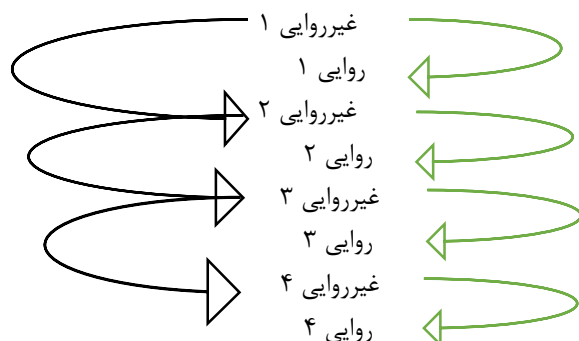 غیرروایی ۱
روایی ۱
غیرروایی ۲
روایی ۲
غیرروایی ۳
روایی ۳
غیرروایی ۴
روایی ۴